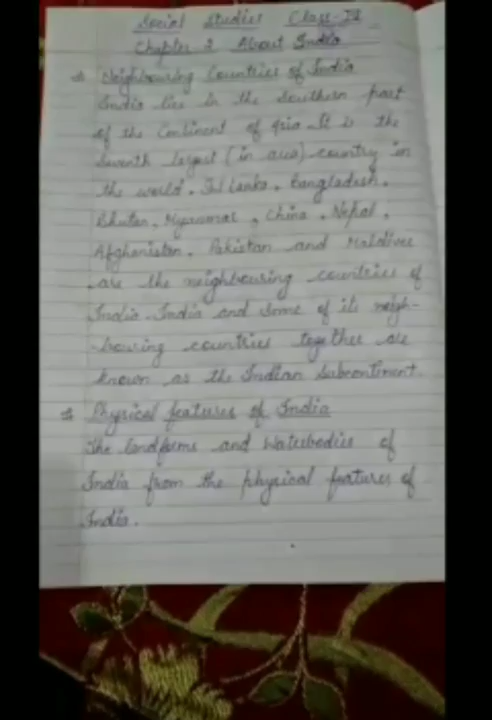 Social Studies Class-IV
Chapter 2 About India
Neighbouring Countries of India
India lies in the Southern part
of the Continent of Asia. It is the
Seventh largest (in area) country in
the world. Sri Lanka, Bangladesh,
Bhutan, Myanmar, China, Nepal,
Afghanistan, Pakistan and Maldives
are the neighbouring countries of
India. India and some of its neigh-
-bouring countries together are
known as the Indian Subcontinent.
Physical features of India
The landforms and Waterbodies of
India from the physical features of
India.